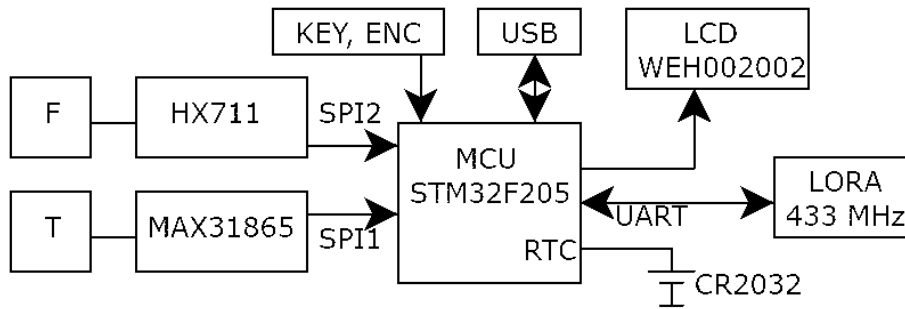 KEY, ENC
USB
LCD
WEH002002
F
HX711
SPI2
MCU
STM32F205
LORA
433 MHz
T
MAX31865
SPI1
UART
RTC
CR2032